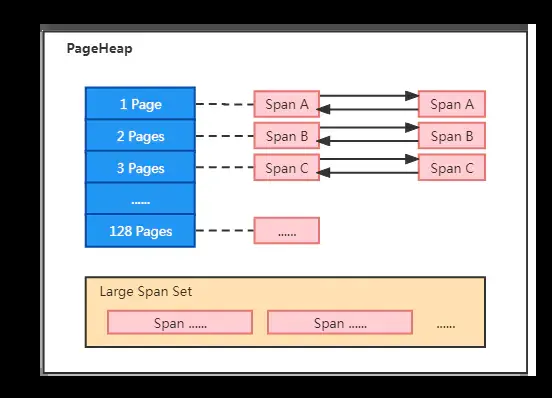 PageHeap
1 Page
Span A
Span A
2 Pages
Span B
Span B
3 Pages
Span C
Span C
......
128 Pages
......
Large Span Set
Span ......
Span ......
......